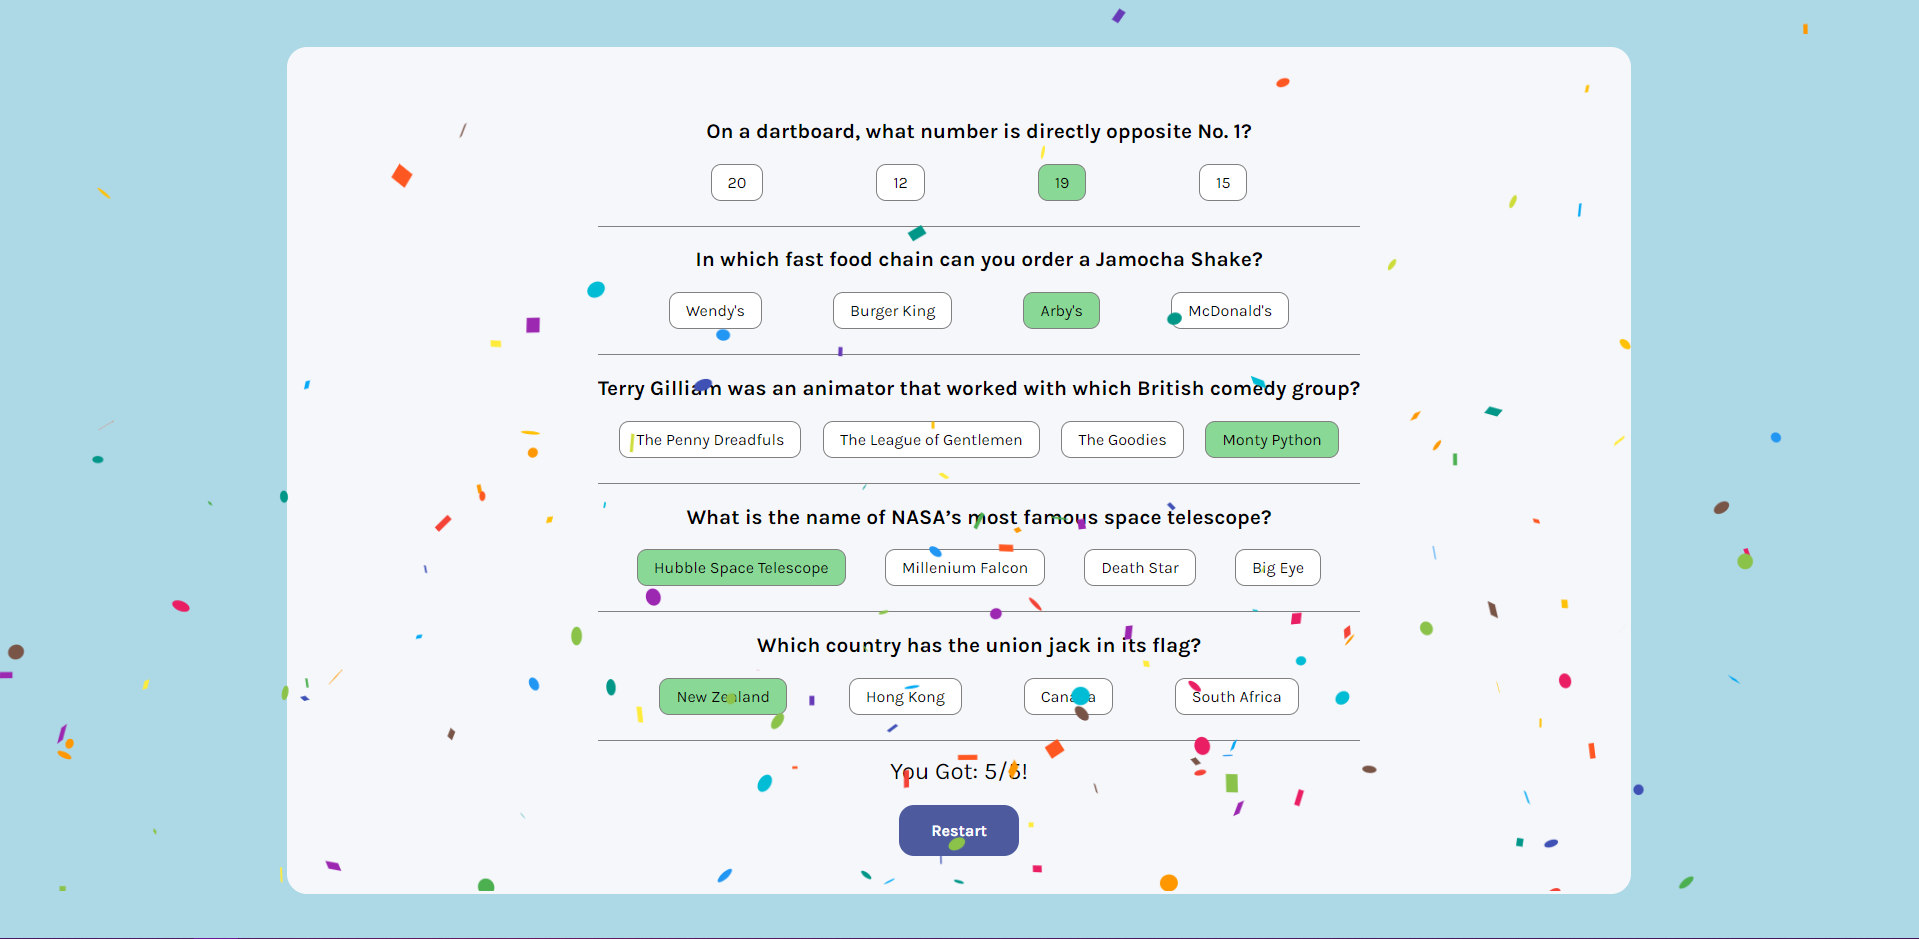 On a dartboard, what number is directly opposite No. 1?
20 12 19 15
In which fast food chain can you order a Jamocha Shake?
Wendy's Burger King Arby's McDonald's
Terry Gilliam was an animator that worked with which British comedy group?
The Penny Dreadfuls The League of Gentlemen The Goodies Monty Python
What is the name of NASA’s most famous space telescope?
Hubble Space Telescope Millenium Falcon Death Star Big Eye
Which country has the union jack in its flag?
New Zealand Hong Kong Canada South Africa
You Got: 5/5!
Restart